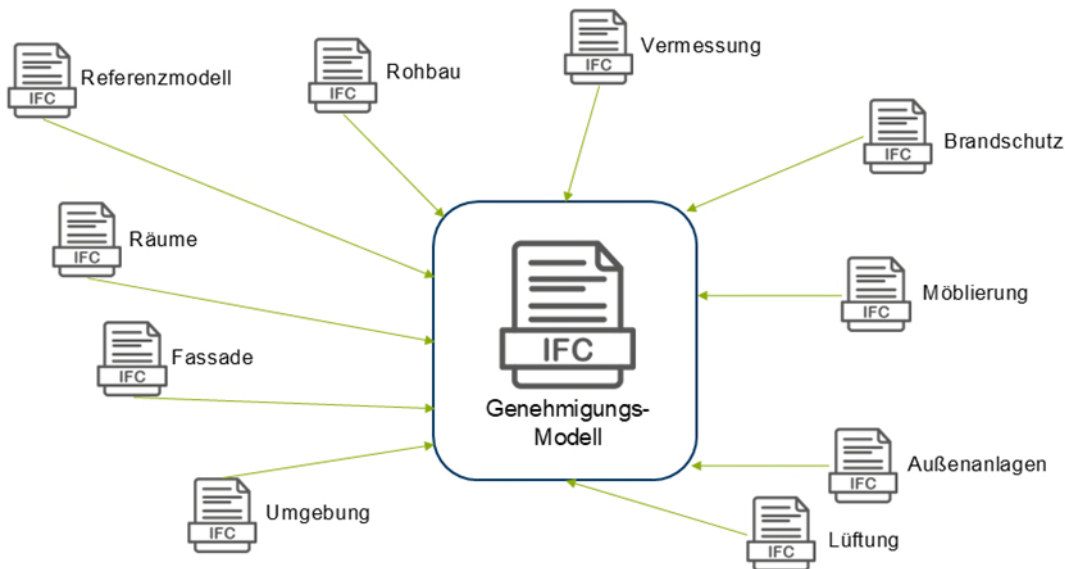 Vermessung
IFC
Referenzmodell
IFC
Rohbau
IFC
Brandschutz
IFC
Räume
IFC
Möblierung
IFC
Fassade
IFC
IFC
Genehmigungs-
Modell
Außenanlagen
IFC
Umgebung
IFC
Lüftung
IFC